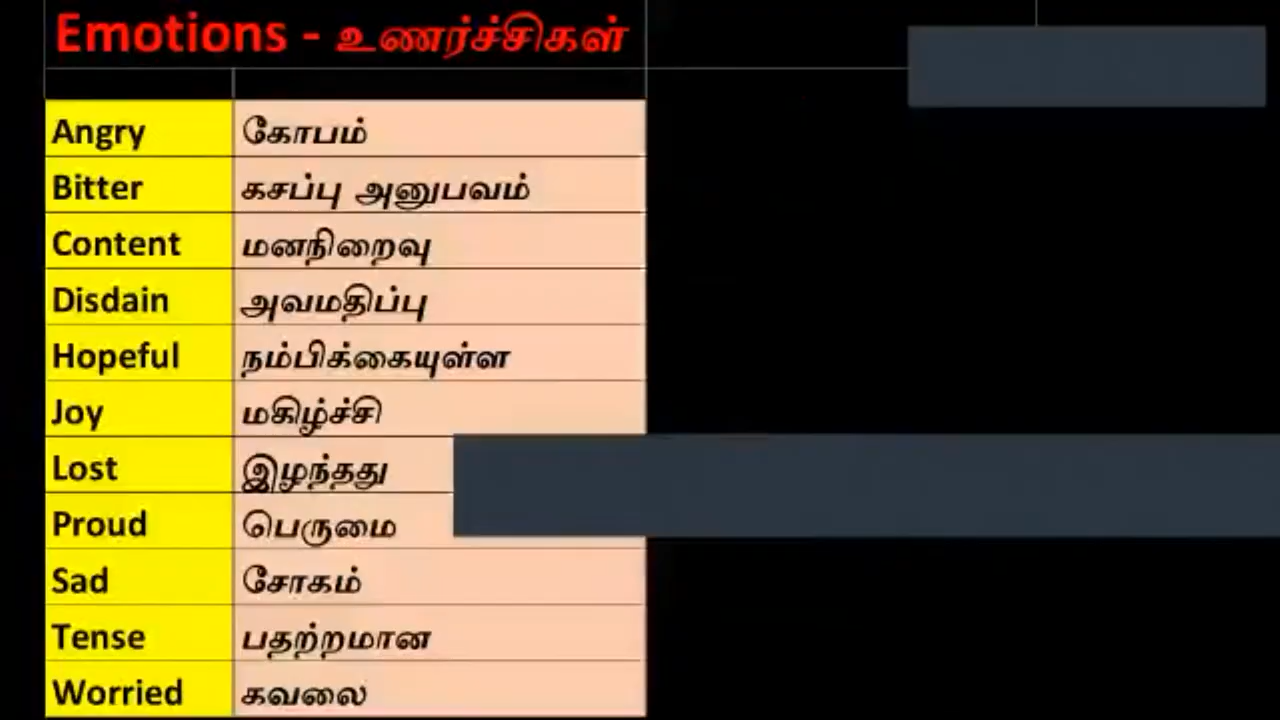 Emotions - உணர்ச்சிகள்
Angry கோபம்
Bitter கசப்பு அனுபவம்
Content மனநிறைவு
Disdain அவமதிப்பு
Hopeful நம்பிக்கையுள்ள
Joy மகிழ்ச்சி
Lost இழந்தது
Proud பெருமை
Sad சோகம்
Tense பதற்றமான
Worried கவலை